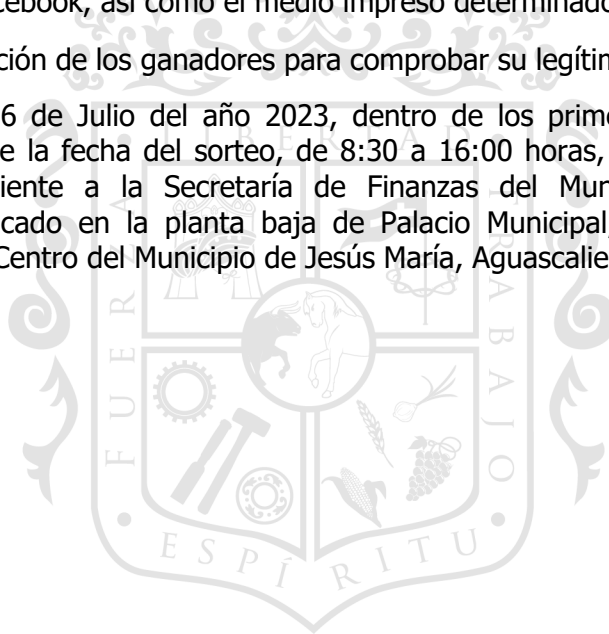 cebook, así como el medio impreso determinado
ción de los ganadores para comprobar su legítim
6 de Julio del año 2023, dentro de los prime
e la fecha del sorteo, de 8:30 a 16:00 horas,
iente a la Secretaría de Finanzas del Mun
cado en la planta baja de Palacio Municipal,
Centro del Municipio de Jesús María, Aguascalie
LIBERTAD
FUERZA
TRABAJO
ESPÍRITU